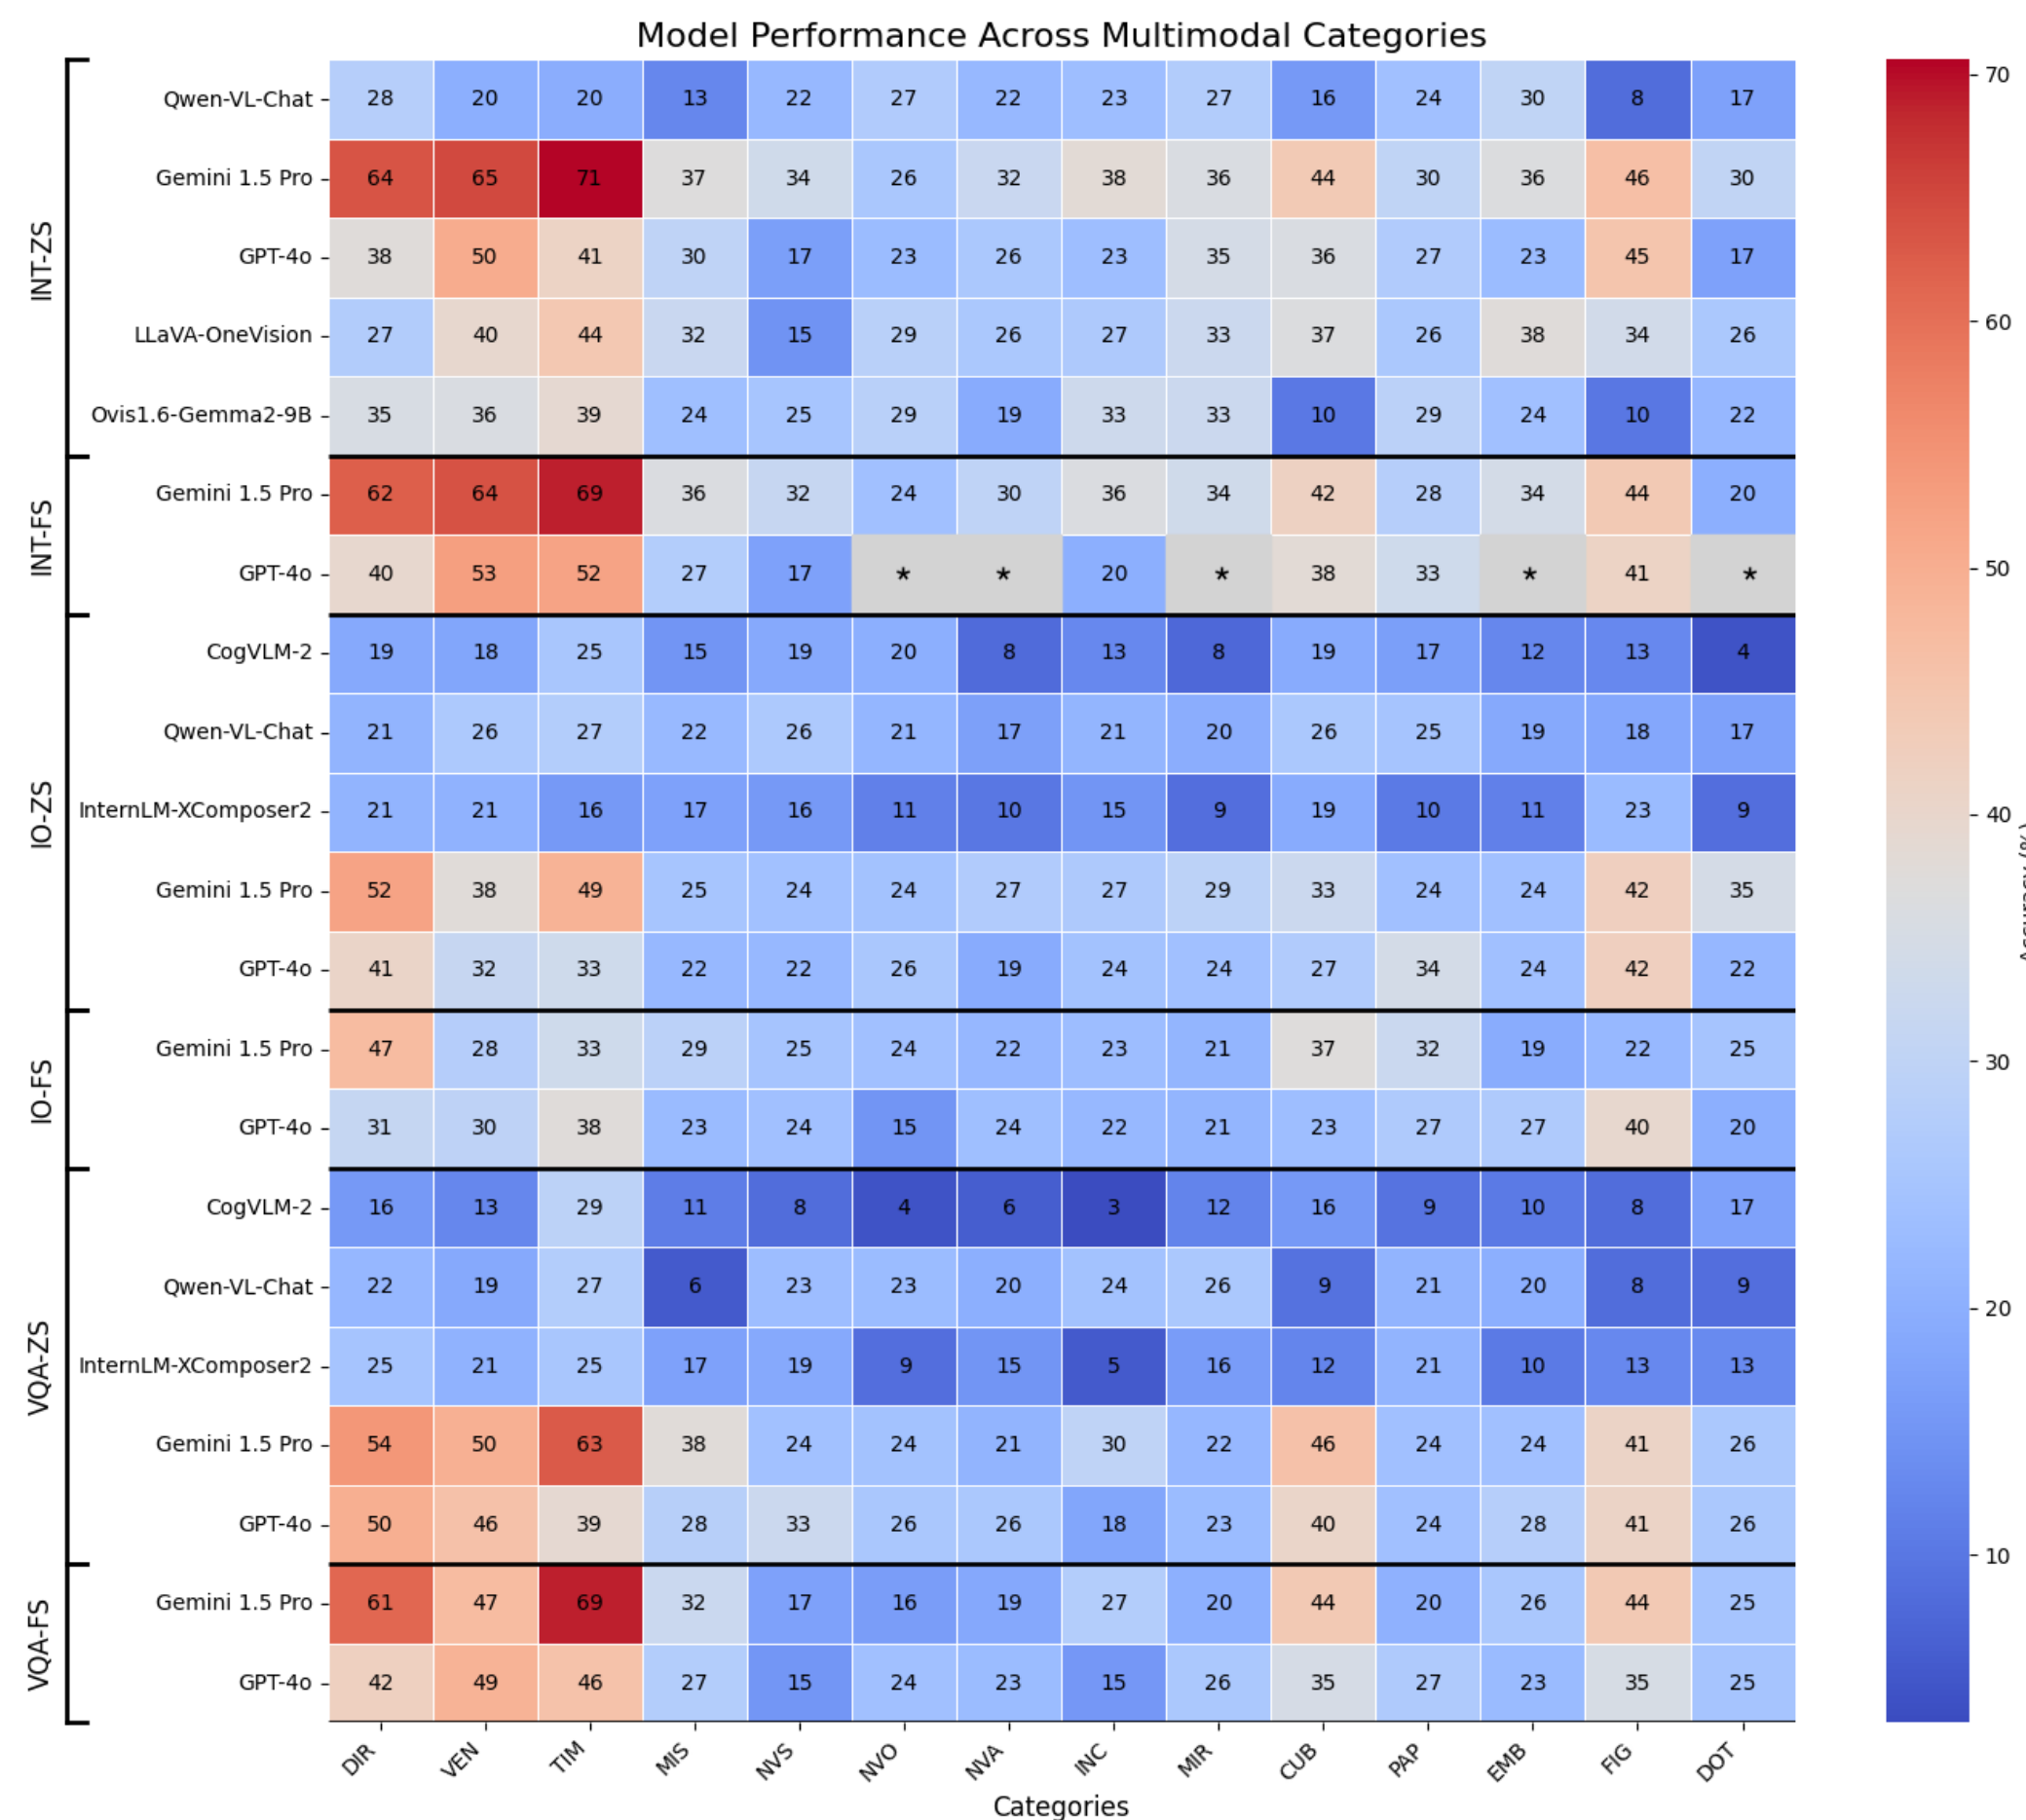 Model Performance Across Multimodal Categories
INT-ZS
Qwen-VL-Chat 28 20 20 13 22 27 22 23 27 16 24 30 8 17
Gemini 1.5 Pro 64 65 71 37 34 26 32 38 36 44 30 36 46 30
GPT-4o 38 50 41 30 17 23 26 23 35 36 27 23 45 17
LLaVA-OneVision 27 40 44 32 15 29 26 27 33 37 26 38 34 26
Ovis1.6-Gemma2-9B 35 36 39 24 25 29 19 33 33 10 29 24 10 22
INT-FS
Gemini 1.5 Pro 62 64 69 36 32 24 30 36 34 42 28 34 44 20
GPT-4o 40 53 52 27 17 * * 20 * 38 33 * 41 *
IO-ZS
CogVLM-2 19 18 25 15 19 20 8 13 8 19 17 12 13 4
Qwen-VL-Chat 21 26 27 22 26 21 17 21 20 26 25 19 18 17
InternLM-XComposer2 21 21 16 17 16 11 10 15 9 19 10 11 23 9
Gemini 1.5 Pro 52 38 49 25 24 24 27 27 29 33 24 24 42 35
GPT-4o 41 32 33 22 22 26 19 24 24 27 34 24 42 22
IO-FS
Gemini 1.5 Pro 47 28 33 29 25 24 22 23 21 37 32 19 22 25
GPT-4o 31 30 38 23 24 15 24 22 21 23 27 27 40 20
VQA-ZS
CogVLM-2 16 13 29 11 8 4 6 3 12 16 9 10 8 17
Qwen-VL-Chat 22 19 27 6 23 23 20 24 26 9 21 20 8 9
InternLM-XComposer2 25 21 25 17 19 9 15 5 16 12 21 10 13 13
Gemini 1.5 Pro 54 50 63 38 24 24 21 30 22 46 24 24 41 26
GPT-4o 50 46 39 28 33 26 26 18 23 40 24 28 41 26
VQA-FS
Gemini 1.5 Pro 61 47 69 32 17 16 19 27 20 44 20 26 44 25
GPT-4o 42 49 46 27 15 24 23 15 26 35 27 23 35 25
DIR VEN TIM MIS NVS NVO NVA INC MIR CUB PAP EMB FIG DOT
Categories
70
60
50
40
30
20
10